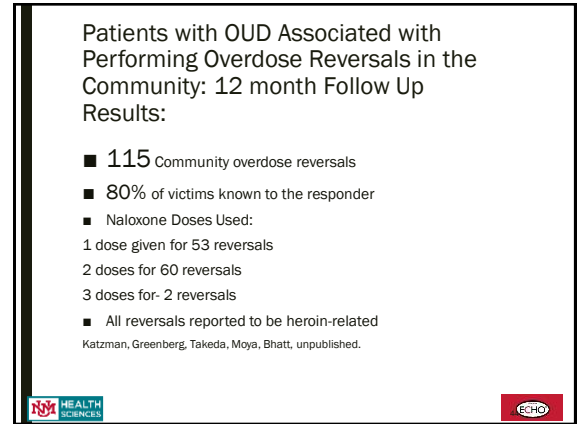 Patients with OUD Associated with
Performing Overdose Reversals in the
Community: 12 month Follow Up
Results:
■ 115 Community overdose reversals
■ 80% of victims known to the responder
■ Naloxone Doses Used:
1 dose given for 53 reversals
2 doses for 60 reversals
3 doses for- 2 reversals
■ All reversals reported to be heroin-related
Katzman, Greenberg, Takeda, Moya, Bhatt, unpublished.
NM HEALTH
SCIENCES
ECHO